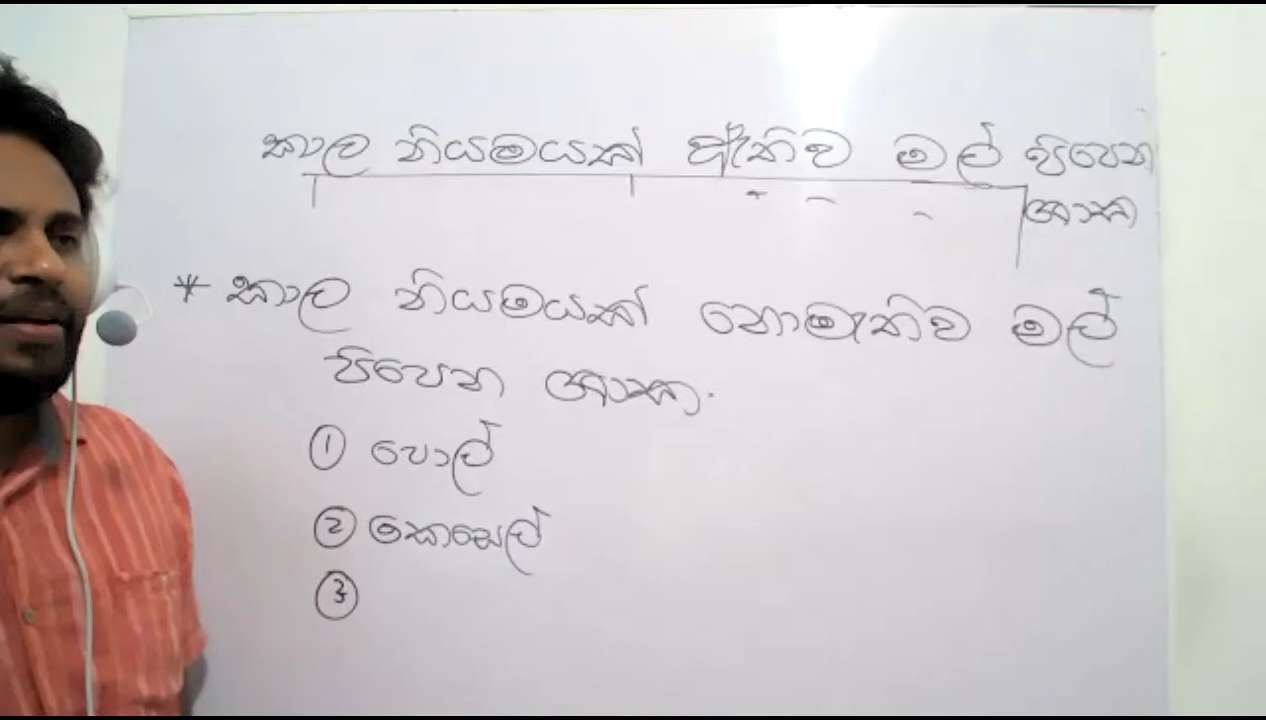 කාල නියමයක් ඇතිව මල් පිපෙන
ශාක
* කාල නියමයක් නොමැතිව මල්
පිපෙන ශාක.
① පොල්
② කෙසෙල්
③